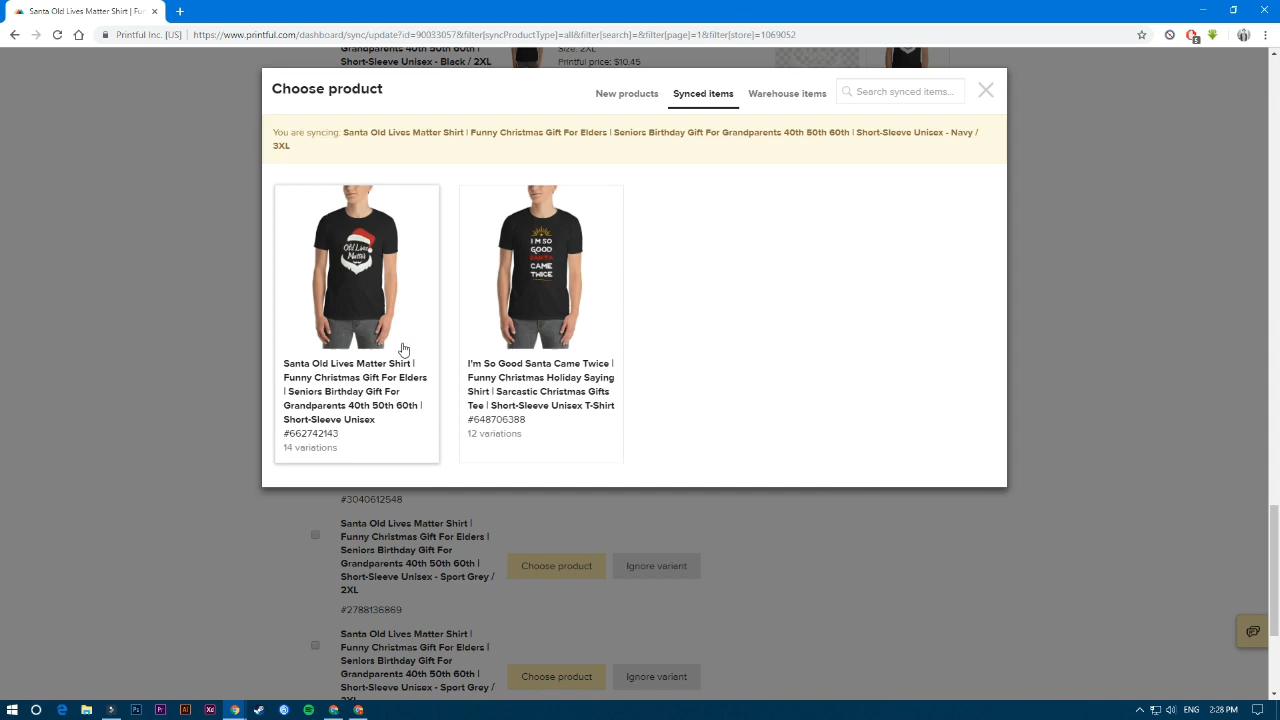 Santa Old Lives Matter Shirt | Fur
Printful Inc. [US] | https://www.printful.com/dashboard/sync/update?id=90033057&filter[syncProductType]=all&filter[search]=&filter[page]=1&filter[store]=1069052
Grandparents 40th 50th 60th |
Short-Sleeve Unisex - Black / 2XL
Size: 2XL
Printful price: $10.45
Choose product
New products
Synced items
Warehouse items
Search synced items...
You are syncing: Santa Old Lives Matter Shirt | Funny Christmas Gift For Elders | Seniors Birthday Gift For Grandparents 40th 50th 60th | Short-Sleeve Unisex - Navy /
3XL
Old Lives
Matter
Santa Old Lives Matter Shirt |
Funny Christmas Gift For Elders
| Seniors Birthday Gift For
Grandparents 40th 50th 60th |
Short-Sleeve Unisex
#662742143
14 variations
I'M SO
GOOD
SANTA
CAME
TWICE
I'm So Good Santa Came Twice |
Funny Christmas Holiday Saying
Shirt | Sarcastic Christmas Gifts
Tee | Short-Sleeve Unisex T-Shirt
#648706388
12 variations
#3040612548
Santa Old Lives Matter Shirt |
Funny Christmas Gift For Elders |
Seniors Birthday Gift For
Grandparents 40th 50th 60th |
Short-Sleeve Unisex - Sport Grey /
2XL
#2788136869
Choose product
Ignore variant
Santa Old Lives Matter Shirt |
Funny Christmas Gift For Elders |
Seniors Birthday Gift For
Grandparents 40th 50th 60th |
Short-Sleeve Unisex - Sport Grey /
Choose product
Ignore variant
ENG
2:28 PM